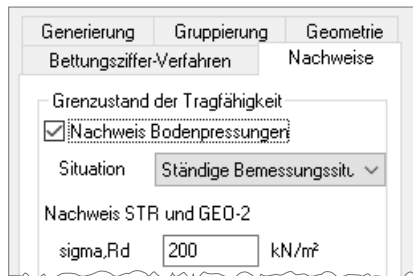 Generierung Gruppierung Geometrie
Bettungsziffer-Verfahren Nachweise
Grenzustand der Tragfähigkeit
Nachweis Bodenpressungen
Situation Ständige Bemessungssitu
Nachweis STR und GEO-2
sigma,Rd 200 kN/m²